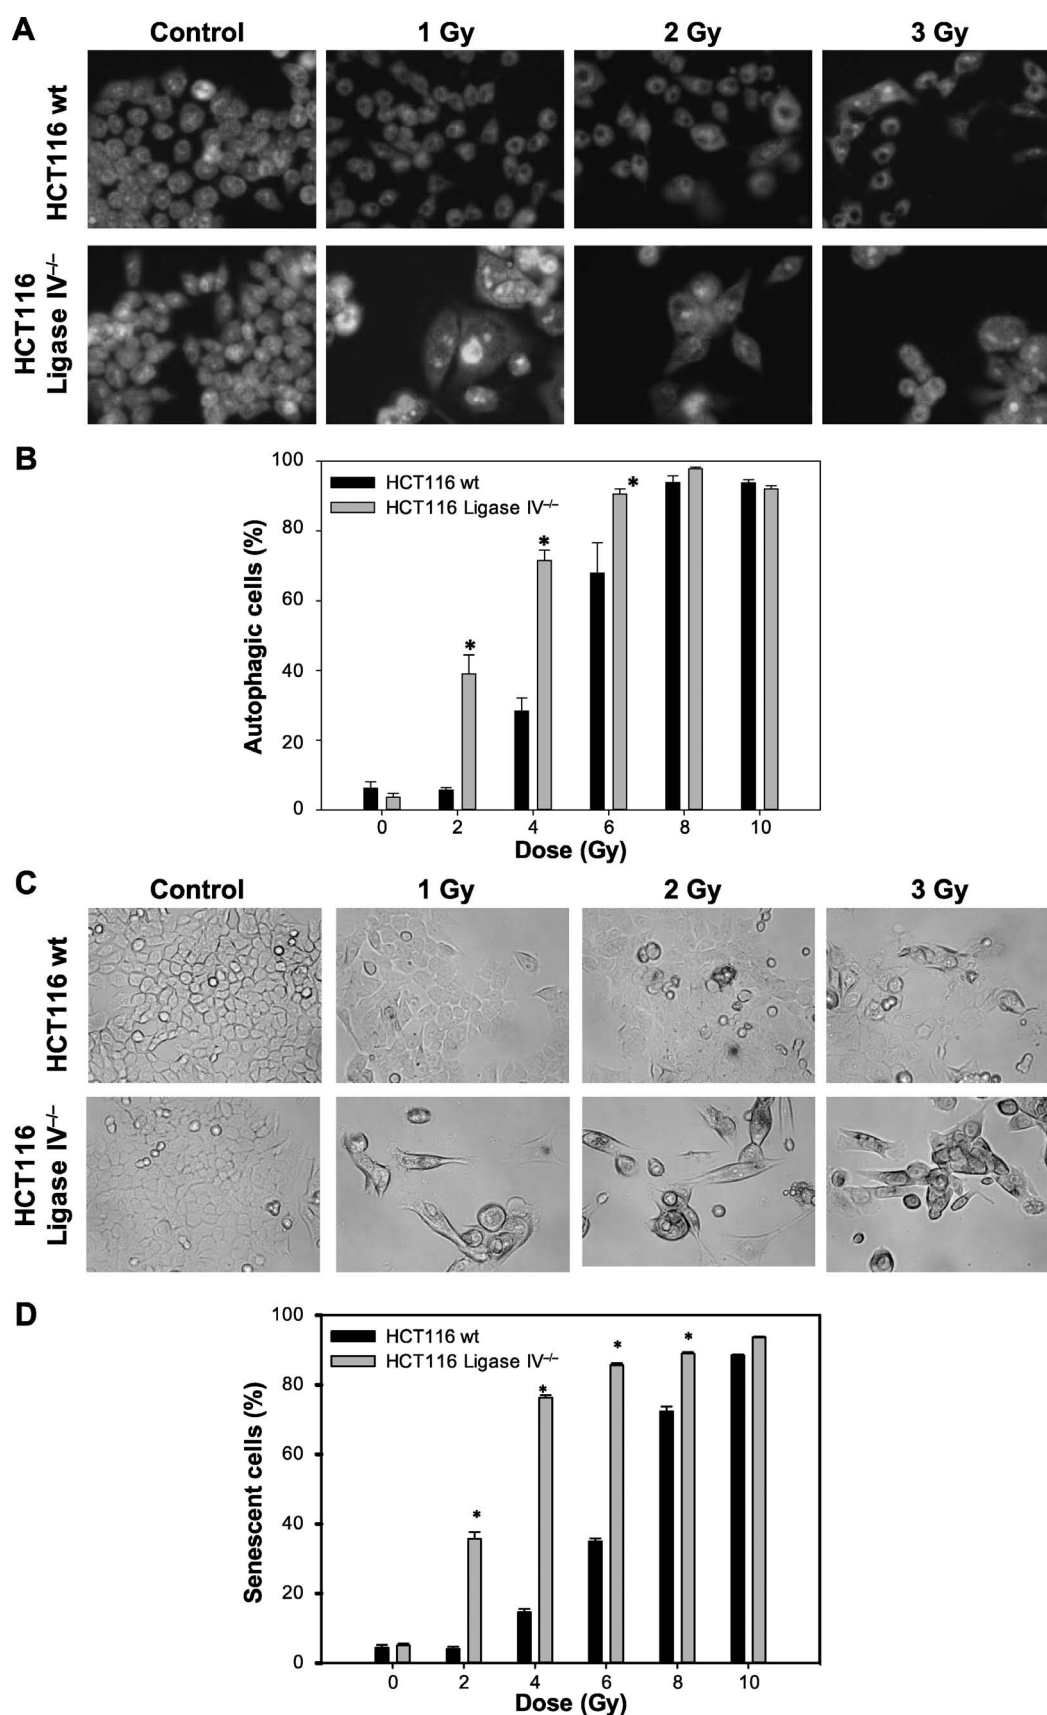 A
Control
1 Gy
2 Gy
3 Gy
HCT116 wt
HCT116
Ligase IV–/–
B
100
80
60
40
20
0
Autophagic cells (%)
HCT116 wt
HCT116 Ligase IV–/–
*
*
*
0
2
4
6
8
10
Dose (Gy)
C
Control
1 Gy
2 Gy
3 Gy
HCT116 wt
HCT116
Ligase IV–/–
D
100
80
60
40
20
0
Senescent cells (%)
HCT116 wt
HCT116 Ligase IV–/–
*
*
*
*
0
2
4
6
8
10
Dose (Gy)